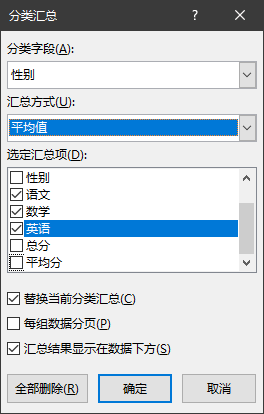 分类汇总
分类字段(A):
性别
汇总方式(U):
平均值
选定汇总项(D):
性别
语文
数学
英语
总分
平均分
替换当前分类汇总(C)
每组数据分页(P)
汇总结果显示在数据下方(S)
全部删除(R) 确定 取消